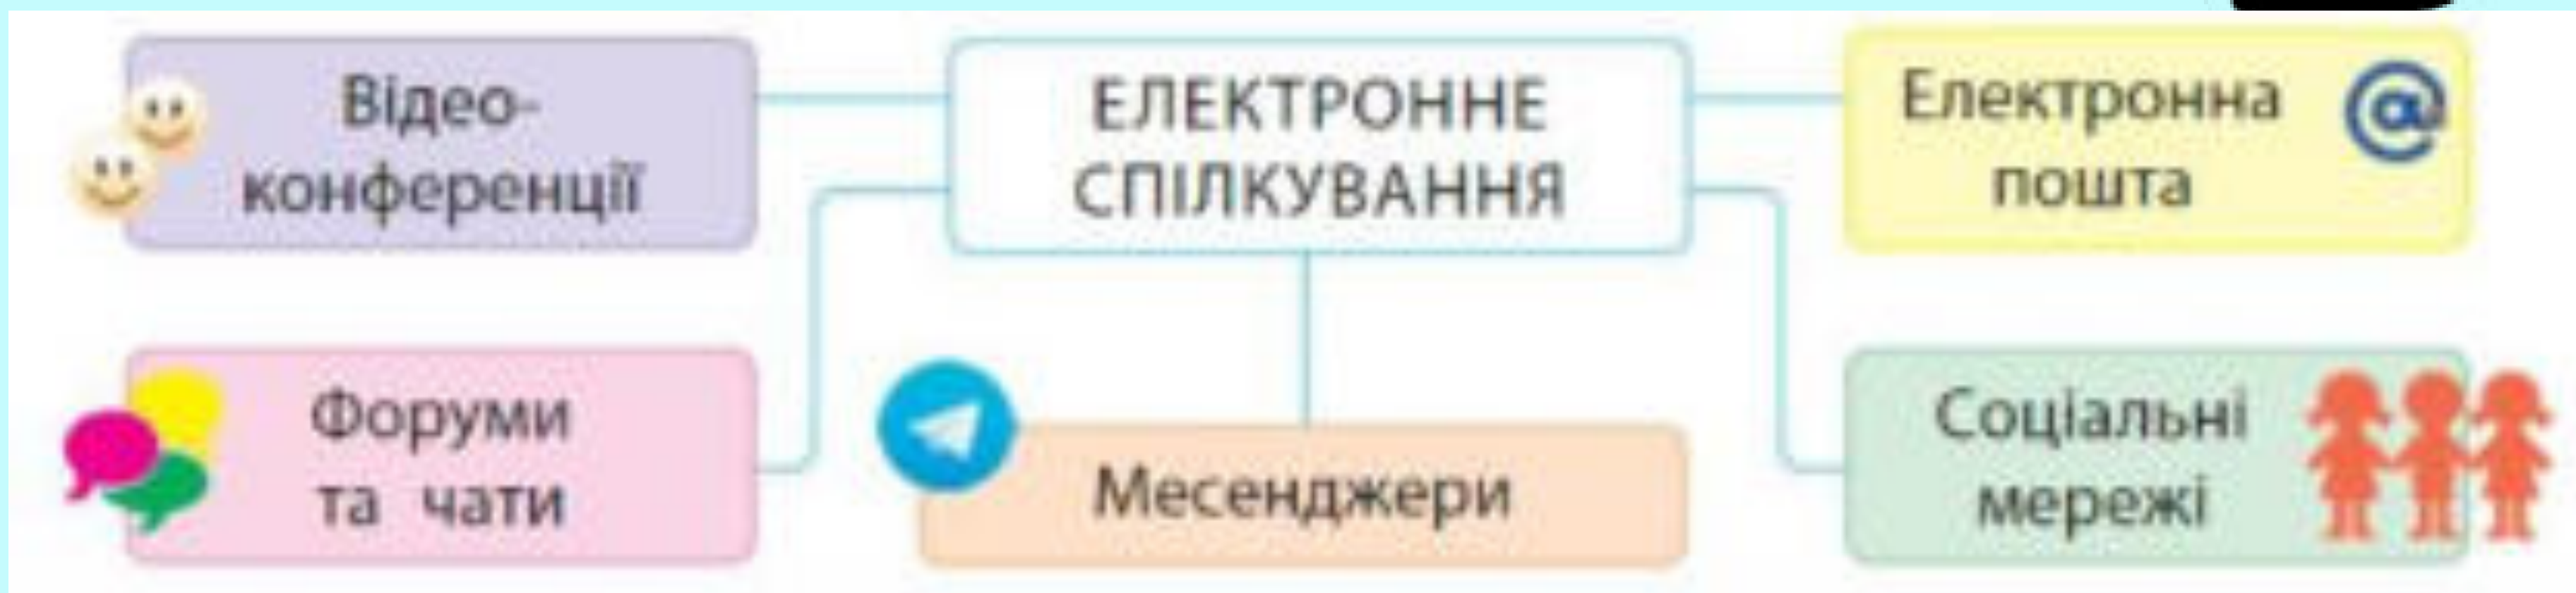 Відео-
конференції
ЕЛЕКТРОННЕ
СПІЛКУВАННЯ
Електронна
пошта
@
Форуми
та чати
Месенджери
Соціальні
мережі